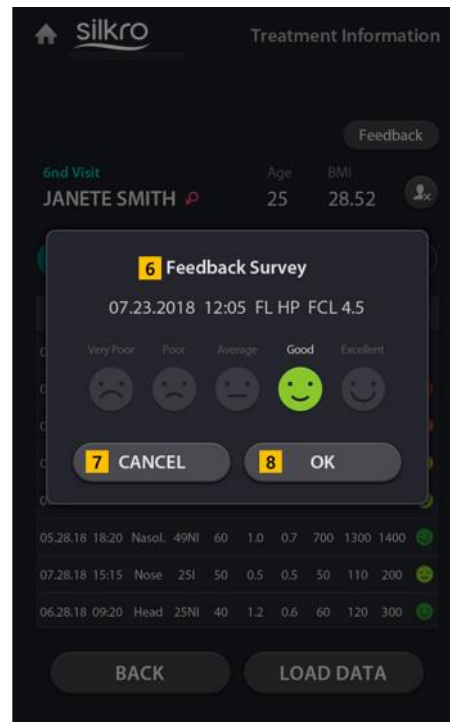 silkro
Treatment Information
Feedback
6nd Visit Age BMI
JANETE SMITH 25 28.52
6 Feedback Survey
07.23.2018 12:05 FL HP FCL 4.5
Very Poor Poor Average Good Excellent
7 CANCEL 8 OK
05.28.18 18:20 Nasol. 49NI 60 1.0 0.7 700 1300 1400
07.28.18 15:15 Nose 25I 50 0.5 0.5 50 110 200
06.28.18 09:20 Head 25NI 40 1.2 0.6 60 120 300
BACK LOAD DATA